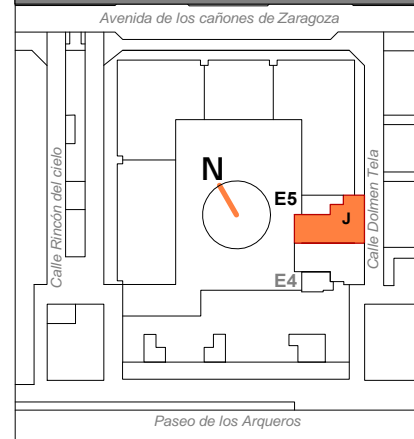 Avenida de los cañones de Zaragoza
Calle Rincón del cielo
N
E5
J
Calle Dolmen Tela
E4
Paseo de los Arqueros